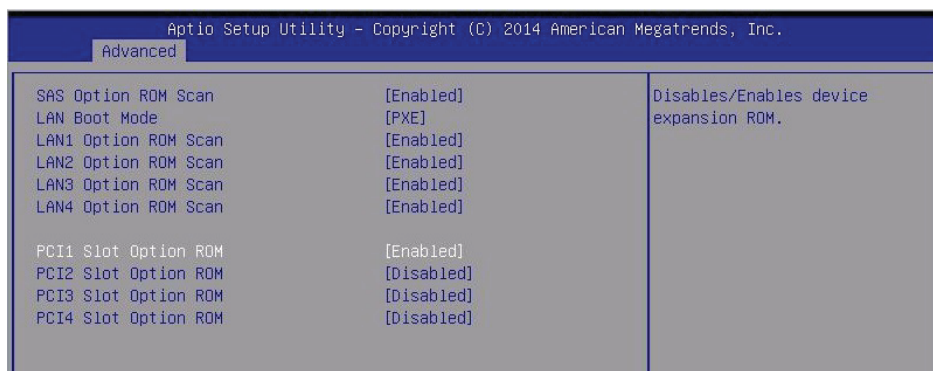 Aptio Setup Utility – Copyright (C) 2014 American Megatrends, Inc.
Advanced
SAS Option ROM Scan [Enabled]
LAN Boot Mode [PXE]
LAN1 Option ROM Scan [Enabled]
LAN2 Option ROM Scan [Enabled]
LAN3 Option ROM Scan [Enabled]
LAN4 Option ROM Scan [Enabled]
PCI1 Slot Option ROM [Enabled]
PCI2 Slot Option ROM [Disabled]
PCI3 Slot Option ROM [Disabled]
PCI4 Slot Option ROM [Disabled]
Disables/Enables device
expansion ROM.